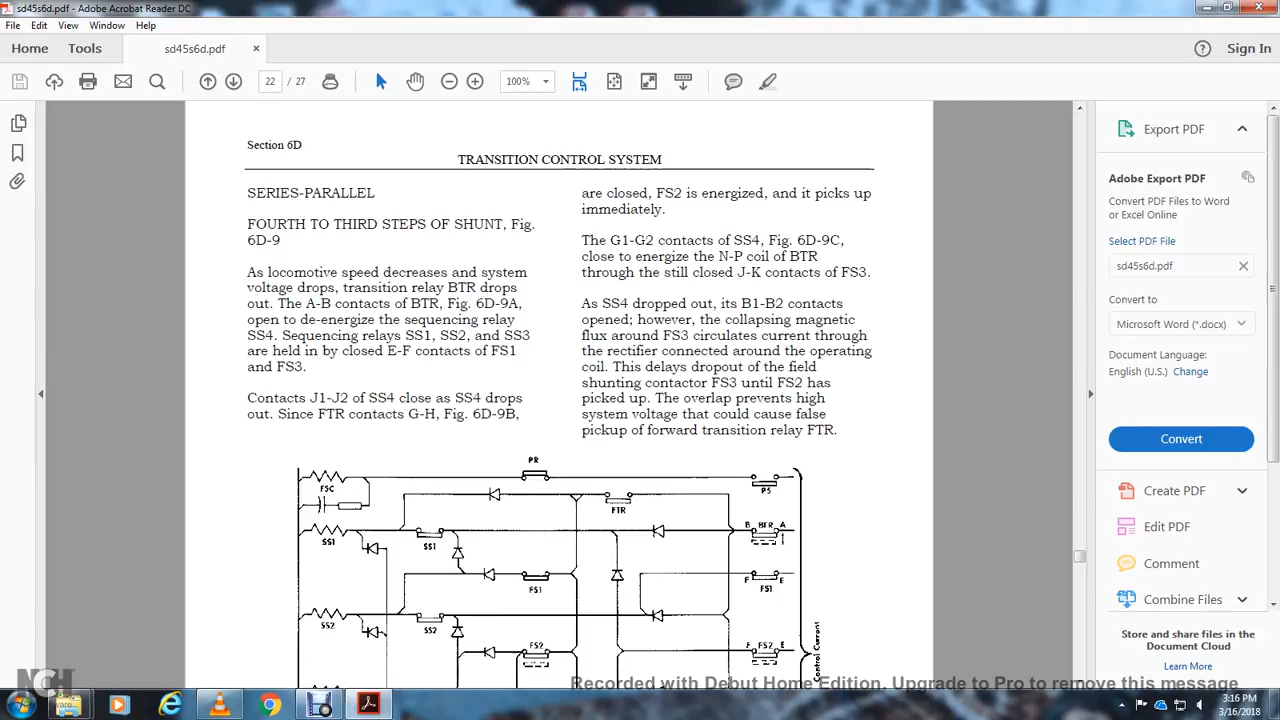 sd45s6d.pdf - Adobe Acrobat Reader DC
File Edit View Window Help
Home Tools sd45s6d.pdf × Sign In
22 / 27 100%
Section 6D
TRANSITION CONTROL SYSTEM
SERIES-PARALLEL
FOURTH TO THIRD STEPS OF SHUNT, Fig.
6D-9
As locomotive speed decreases and system
voltage drops, transition relay BTR drops
out. The A-B contacts of BTR, Fig. 6D-9A,
open to de-energize the sequencing relay
SS4. Sequencing relays SS1, SS2, and SS3
are held in by closed E-F contacts of FS1
and FS3.
Contacts J1-J2 of SS4 close as SS4 drops
out. Since FTR contacts G-H, Fig. 6D-9B,
are closed, FS2 is energized, and it picks up
immediately.
The G1-G2 contacts of SS4, Fig. 6D-9C,
close to energize the N-P coil of BTR
through the still closed J-K contacts of FS3.
As SS4 dropped out, its B1-B2 contacts
opened; however, the collapsing magnetic
flux around FS3 circulates current through
the rectifier connected around the operating
coil. This delays dropout of the field
shunting contactor FS3 until FS2 has
picked up. The overlap prevents high
system voltage that could cause false
pickup of forward transition relay FTR.
PR
FSC
PS
FTR
SS1
SS1
B BTR A
FS1
F E
FS1
SS2
SS2
FS2
F FS2 E
Control Current
Export PDF
Adobe Export PDF
Convert PDF Files to Word
or Excel Online
Select PDF File
sd45s6d.pdf
Convert to
Microsoft Word (*.docx)
Document Language:
English (U.S.) Change
Convert
Create PDF
Edit PDF
Comment
Combine Files
Store and share files in the
Document Cloud
Learn More
NCH
Recorded with Debut Home Edition. Upgrade to Pro to remove this message
3:16 PM
3/16/2018